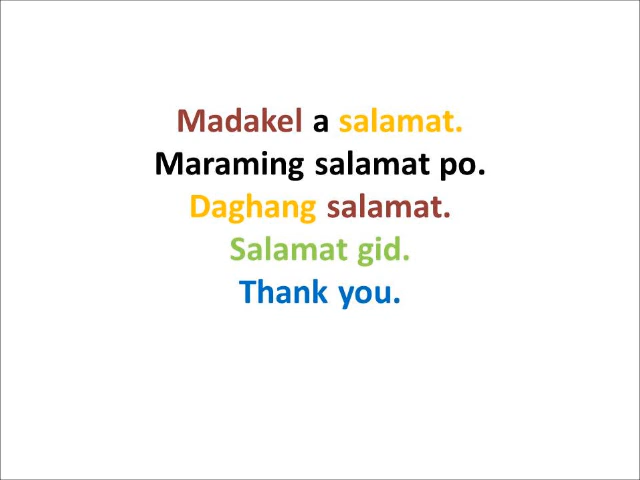 Madakel a salamat.
Maraming salamat po.
Daghang salamat.
Salamat gid.
Thank you.